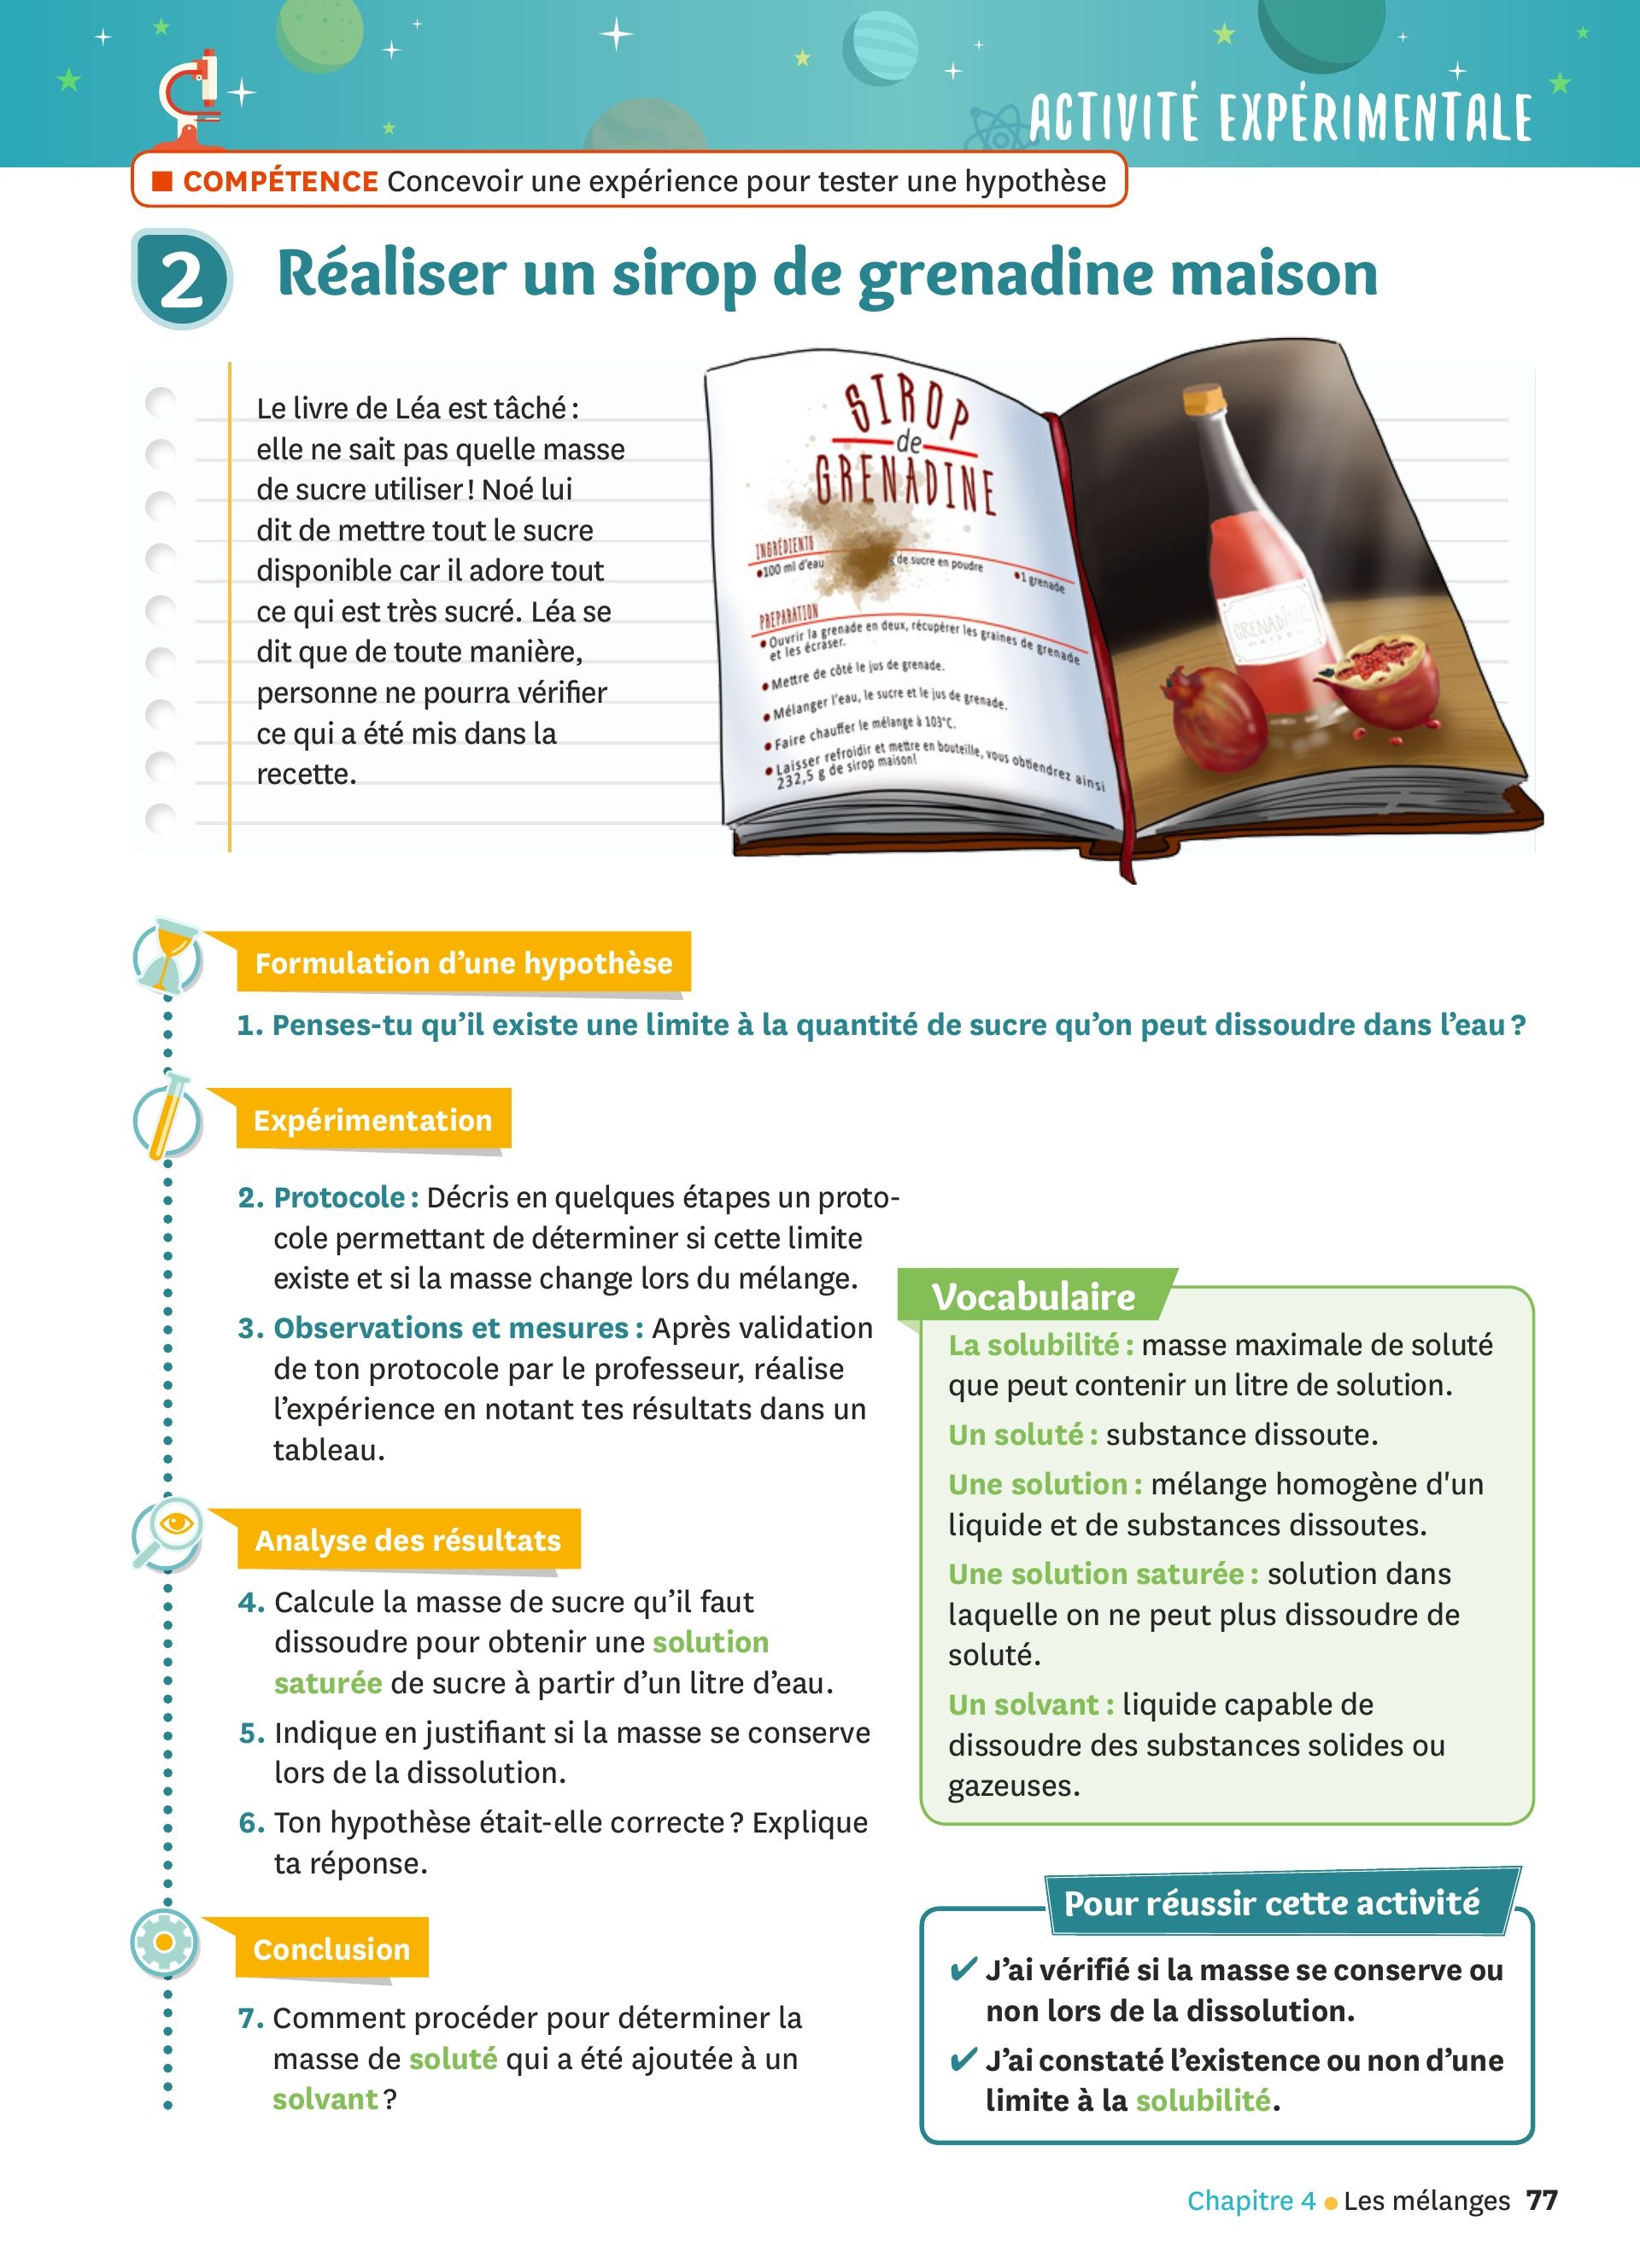 ACTIVITÉ EXPÉRIMENTALE
COMPÉTENCE Concevoir une expérience pour tester une hypothèse
2 Réaliser un sirop de grenadine maison
Le livre de Léa est tâché :
elle ne sait pas quelle masse
de sucre utiliser ! Noé lui
dit de mettre tout le sucre
disponible car il adore tout
ce qui est très sucré. Léa se
dit que de toute manière,
personne ne pourra vérifier
ce qui a été mis dans la
recette.
SIROP
de
GRENADINE
INGRÉDIENTS
•100 ml d'eau g de sucre en poudre •1 grenade
PREPARATION
• Ouvrir la grenade en deux, récupérer les graines de grenade
et les écraser.
• Mettre de côté le jus de grenade.
• Mélanger l'eau, le sucre et le jus de grenade.
• Faire chauffer le mélange à 103°C.
• Laisser refroidir et mettre en bouteille, vous obtiendrez ainsi
232,5 g de sirop maison!
GRENADINE
Formulation d'une hypothèse
1. Penses-tu qu'il existe une limite à la quantité de sucre qu'on peut dissoudre dans l'eau ?
Expérimentation
2. Protocole : Décris en quelques étapes un proto-
cole permettant de déterminer si cette limite
existe et si la masse change lors du mélange.
3. Observations et mesures : Après validation
de ton protocole par le professeur, réalise
l'expérience en notant tes résultats dans un
tableau.
Analyse des résultats
4. Calcule la masse de sucre qu'il faut
dissoudre pour obtenir une solution
saturée de sucre à partir d'un litre d'eau.
5. Indique en justifiant si la masse se conserve
lors de la dissolution.
6. Ton hypothèse était-elle correcte ? Explique
ta réponse.
Conclusion
7. Comment procéder pour déterminer la
masse de soluté qui a été ajoutée à un
solvant ?
Vocabulaire
La solubilité : masse maximale de soluté
que peut contenir un litre de solution.
Un soluté : substance dissoute.
Une solution : mélange homogène d'un
liquide et de substances dissoutes.
Une solution saturée : solution dans
laquelle on ne peut plus dissoudre de
soluté.
Un solvant : liquide capable de
dissoudre des substances solides ou
gazeuses.
Pour réussir cette activité
✔ J'ai vérifié si la masse se conserve ou
non lors de la dissolution.
✔ J'ai constaté l'existence ou non d'une
limite à la solubilité.
Chapitre 4 • Les mélanges 77